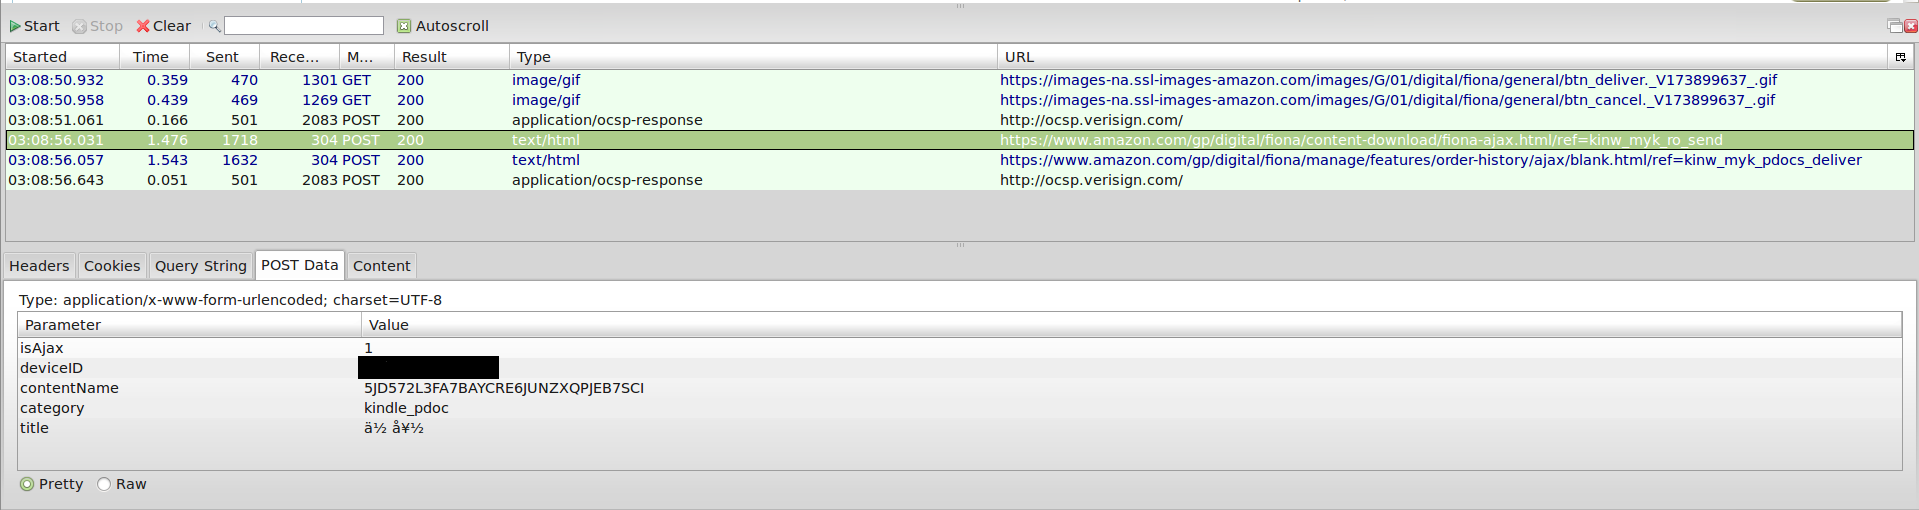 Start Stop Clear Autoscroll
Started Time Sent Rece... M... Result Type URL
03:08:50.932 0.359 470 1301 GET 200 image/gif https://images-na.ssl-images-amazon.com/images/G/01/digital/fiona/general/btn_deliver._V173899637_.gif
03:08:50.958 0.439 469 1269 GET 200 image/gif https://images-na.ssl-images-amazon.com/images/G/01/digital/fiona/general/btn_cancel._V173899637_.gif
03:08:51.061 0.166 501 2083 POST 200 application/ocsp-response http://ocsp.verisign.com/
03:08:56.031 1.476 1718 304 POST 200 text/html https://www.amazon.com/gp/digital/fiona/content-download/fiona-ajax.html/ref=kinw_myk_ro_send
03:08:56.057 1.543 1632 304 POST 200 text/html https://www.amazon.com/gp/digital/fiona/manage/features/order-history/ajax/blank.html/ref=kinw_myk_pdocs_deliver
03:08:56.643 0.051 501 2083 POST 200 application/ocsp-response http://ocsp.verisign.com/
Headers Cookies Query String POST Data Content
Type: application/x-www-form-urlencoded; charset=UTF-8
Parameter Value
isAjax 1
deviceID
contentName 5JD572L3FA7BAYCRE6JUNZXQPJEB7SCI
category kindle_pdoc
title ä½ å¥½
Pretty Raw